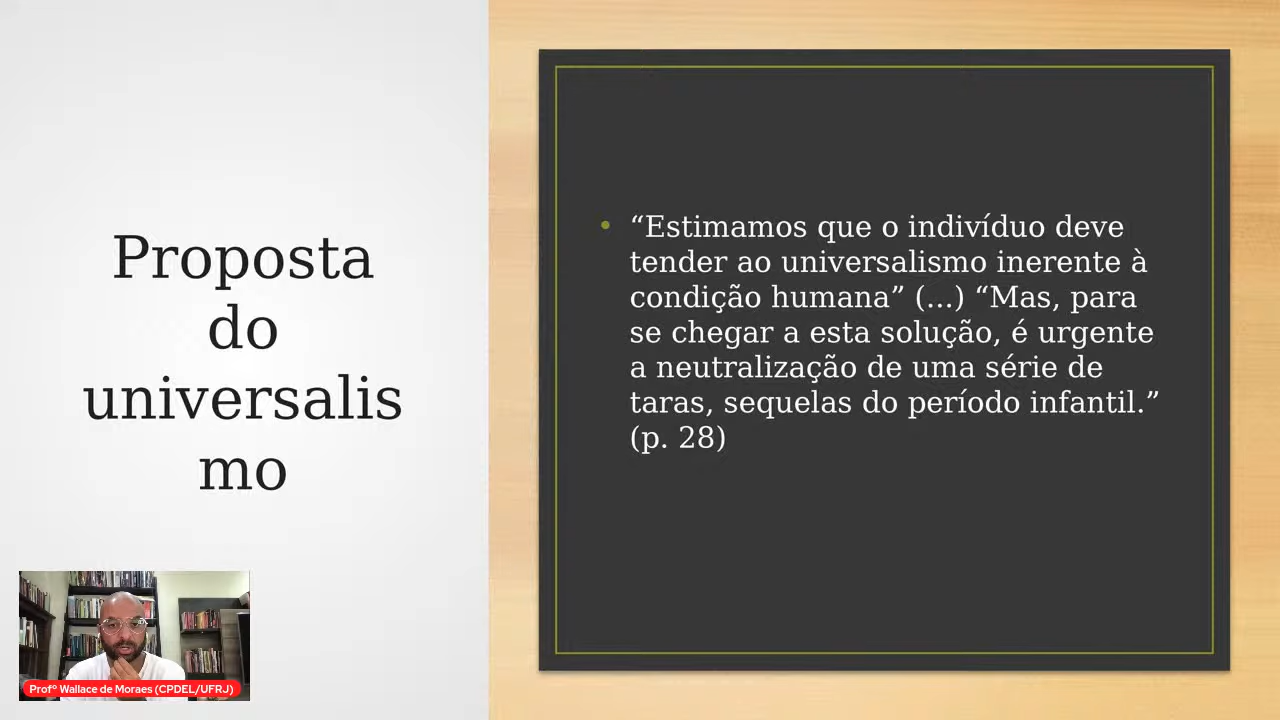 Proposta
do
universalis
mo
• “Estimamos que o indivíduo deve
tender ao universalismo inerente à
condição humana” (...) “Mas, para
se chegar a esta solução, é urgente
a neutralização de uma série de
taras, sequelas do período infantil.”
(p. 28)
Profº Wallace de Moraes (CPDEL/UFRJ)